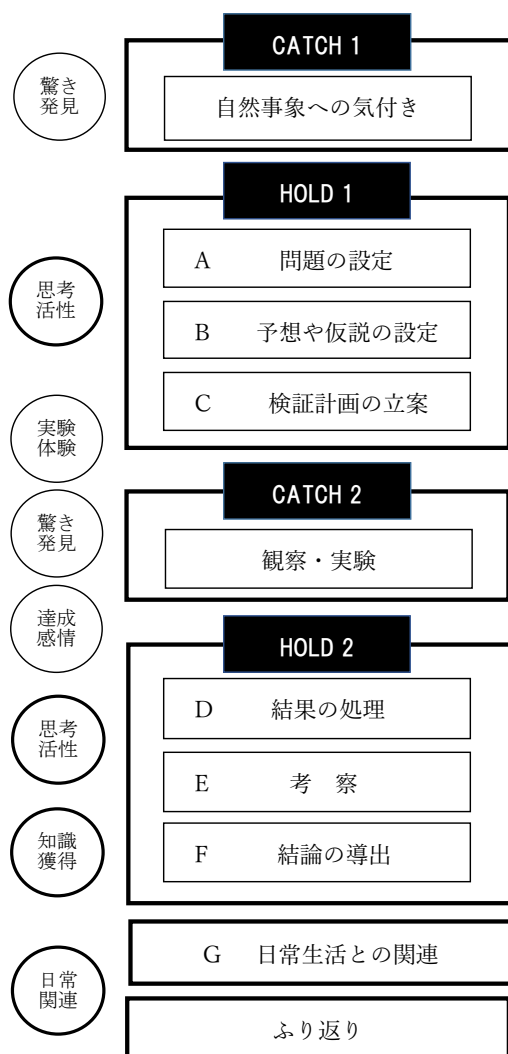 CATCH 1
驚き
発見
自然事象への気付き
HOLD 1
A 問題の設定
思考
活性
B 予想や仮説の設定
C 検証計画の立案
実験
体験
CATCH 2
驚き
発見
観察・実験
達成
感情
HOLD 2
D 結果の処理
思考
活性
E 考 察
知識
獲得
F 結論の導出
G 日常生活との関連
日常
関連
ふり返り